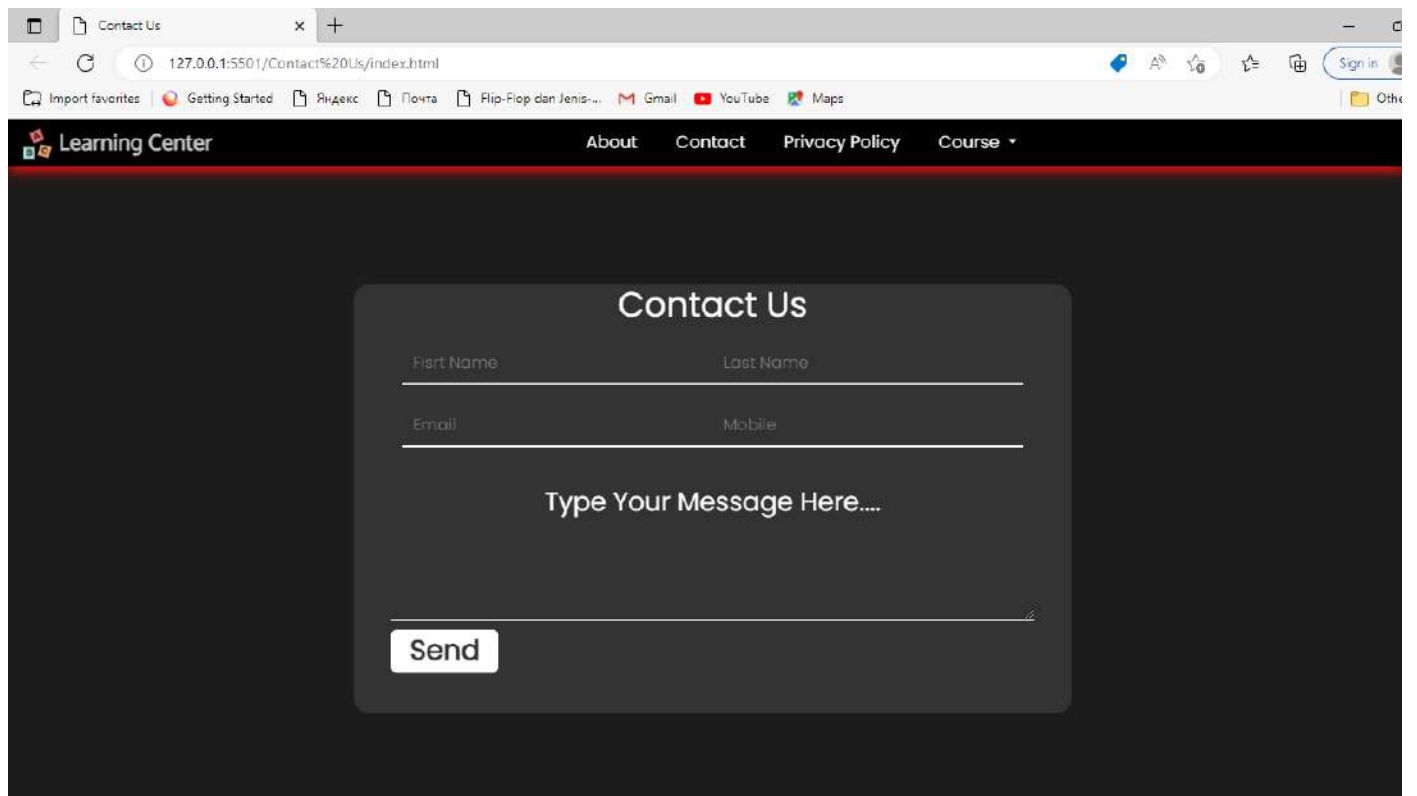 Contact Us
127.0.0.1:5501/Contact%20Us/index.html
Sign in
Import favorites Getting Started Яндекс Почта Flip-Flop dan Jenis-... Gmail YouTube Maps Othe
Learning Center About Contact Privacy Policy Course
Contact Us
Fisrt Name Last Name
Email Mobile
Type Your Message Here....
Send